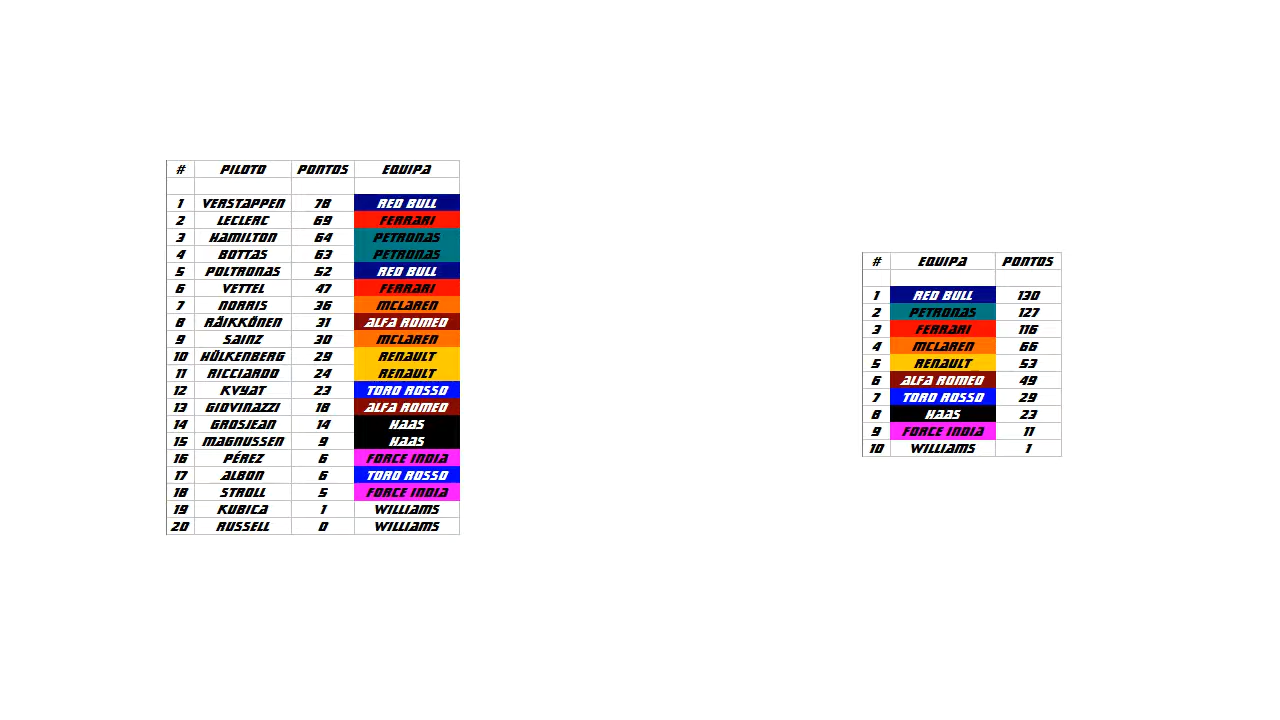 # PILOTO PONTOS EQUIPA
1 VERSTAPPEN 78 RED BULL
2 LECLERC 69 FERRARI
3 HAMILTON 64 PETRONAS
4 BOTTAS 63 PETRONAS
5 POLTRONAS 52 RED BULL
6 VETTEL 47 FERRARI
7 NORRIS 36 MCLAREN
8 RÄIKKÖNEN 31 ALFA ROMEO
9 SAINZ 30 MCLAREN
10 HÜLKENBERG 29 RENAULT
11 RICCIARDO 24 RENAULT
12 KVYAT 23 TORO ROSSO
13 GIOVINAZZI 18 ALFA ROMEO
14 GROSJEAN 14 HAAS
15 MAGNUSSEN 9 HAAS
16 PÉREZ 6 FORCE INDIA
17 ALBON 6 TORO ROSSO
18 STROLL 5 FORCE INDIA
19 KUBICA 1 WILLIAMS
20 RUSSELL 0 WILLIAMS
# EQUIPA PONTOS
1 RED BULL 130
2 PETRONAS 127
3 FERRARI 116
4 MCLAREN 66
5 RENAULT 53
6 ALFA ROMEO 49
7 TORO ROSSO 29
8 HAAS 23
9 FORCE INDIA 11
10 WILLIAMS 1